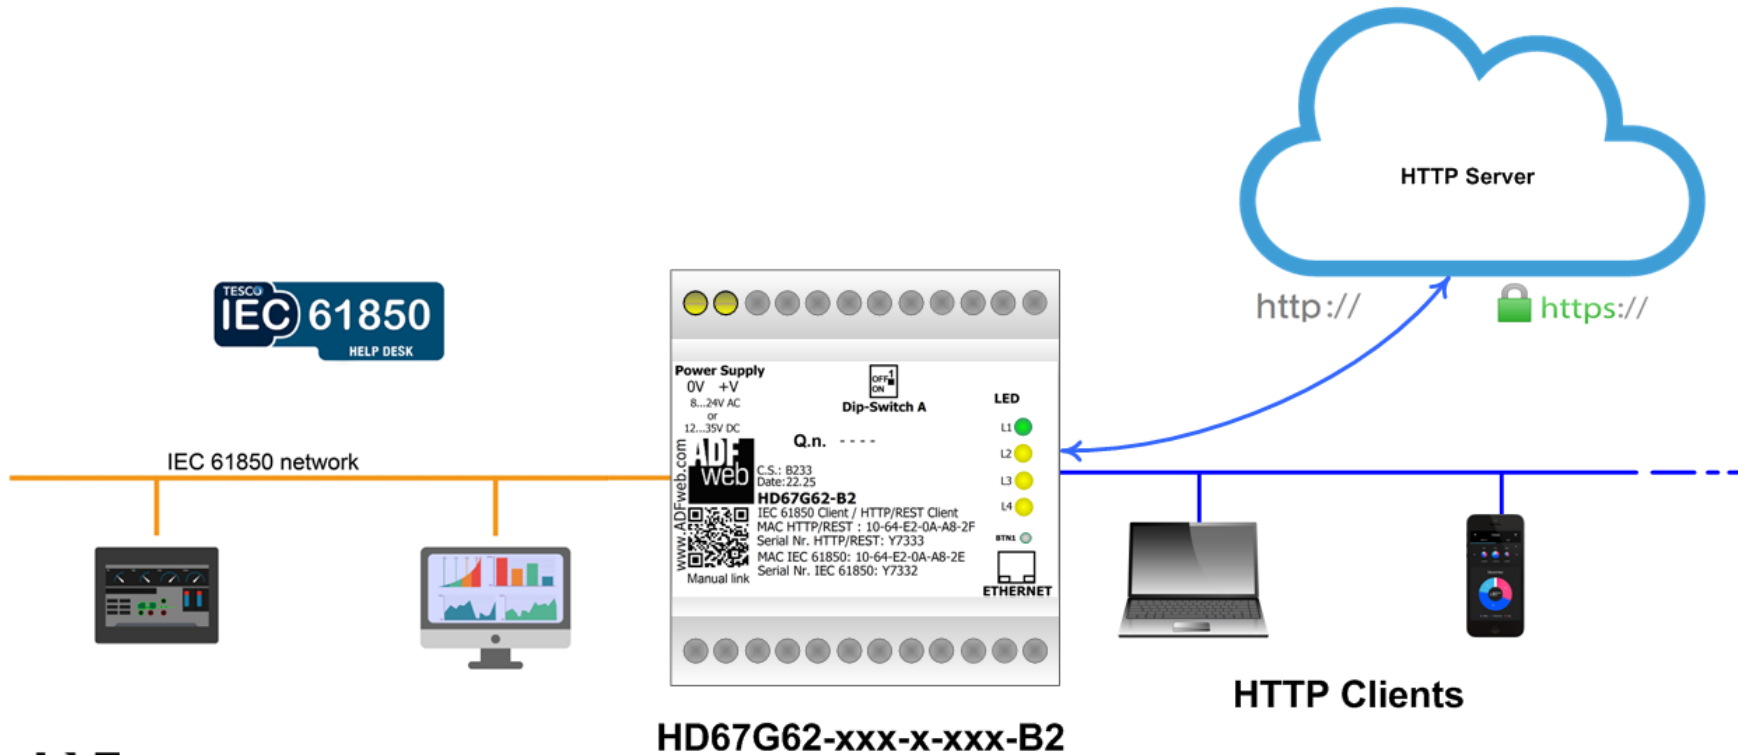 HTTP Server
http://
https://
TESCO
IEC 61850
HELP DESK
IEC 61850 network
Power Supply
0V +V
8...24V AC
or
12...35V DC
OFF 1
ON
Dip-Switch A
LED
L1
L2
L3
L4
BTN1
ETHERNET
Q.n. - - - -
www.ADFweb.com
ADF
web
C.S.: B233
Date:22.25
HD67G62-B2
IEC 61850 Client / HTTP/REST Client
MAC HTTP/REST : 10-64-E2-0A-A8-2F
Serial Nr. HTTP/REST: Y7333
MAC IEC 61850: 10-64-E2-0A-A8-2E
Serial Nr. IEC 61850: Y7332
Manual link
HTTP Clients
HD67G62-xxx-x-xxx-B2